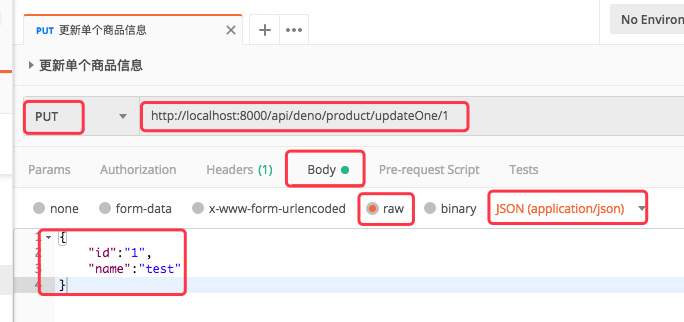 PUT 更新单个商品信息
No Environ
更新单个商品信息
PUT http://localhost:8000/api/deno/product/updateOne/1
Params Authorization Headers (1) Body Pre-request Script Tests
none form-data x-www-form-urlencoded raw binary JSON (application/json)
1 {
2 "id":"1",
3 "name":"test"
4 }